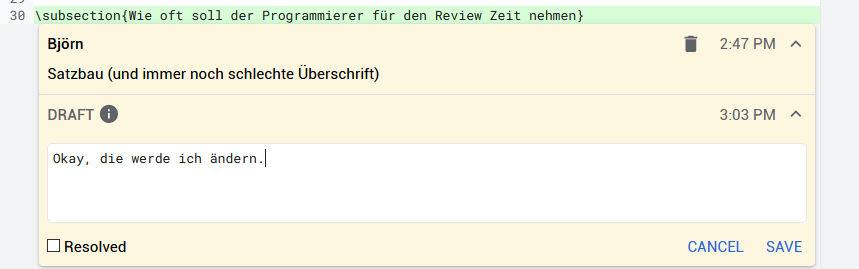 30 \subsection{Wie oft soll der Programmierer für den Review Zeit nehmen}
Björn 2:47 PM
Satzbau (und immer noch schlechte Überschrift)
DRAFT 3:03 PM
Okay, die werde ich ändern.
Resolved CANCEL SAVE